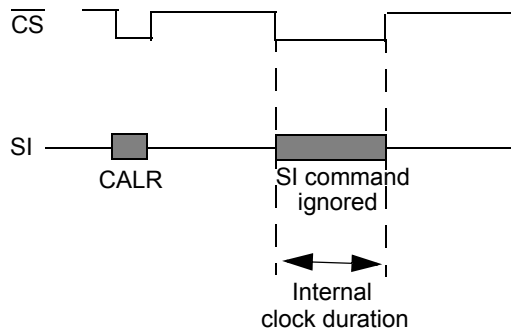 CS
SI
CALR
SI command
ignored
Internal
clock duration